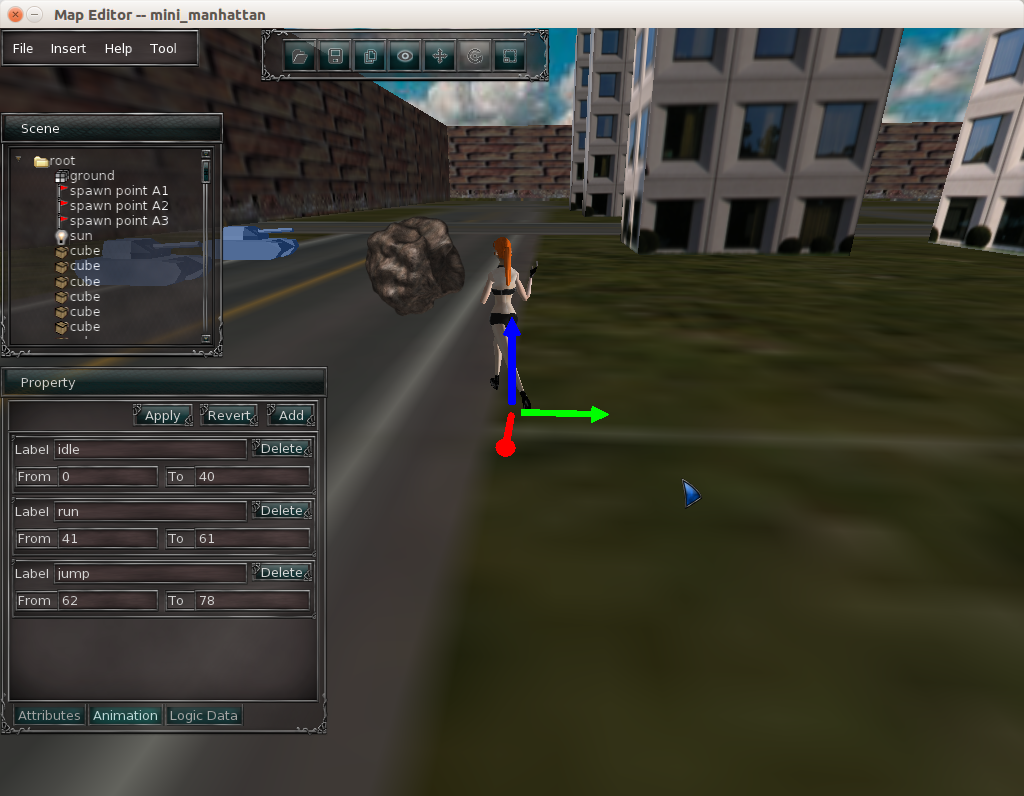 Map Editor -- mini_manhattan
File Insert Help Tool
Scene
root
ground
spawn point A1
spawn point A2
spawn point A3
sun
cube
cube
cube
cube
cube
cube
Property
Apply Revert Add
Label idle Delete
From 0 To 40
Label run Delete
From 41 To 61
Label jump Delete
From 62 To 78
Attributes Animation Logic Data